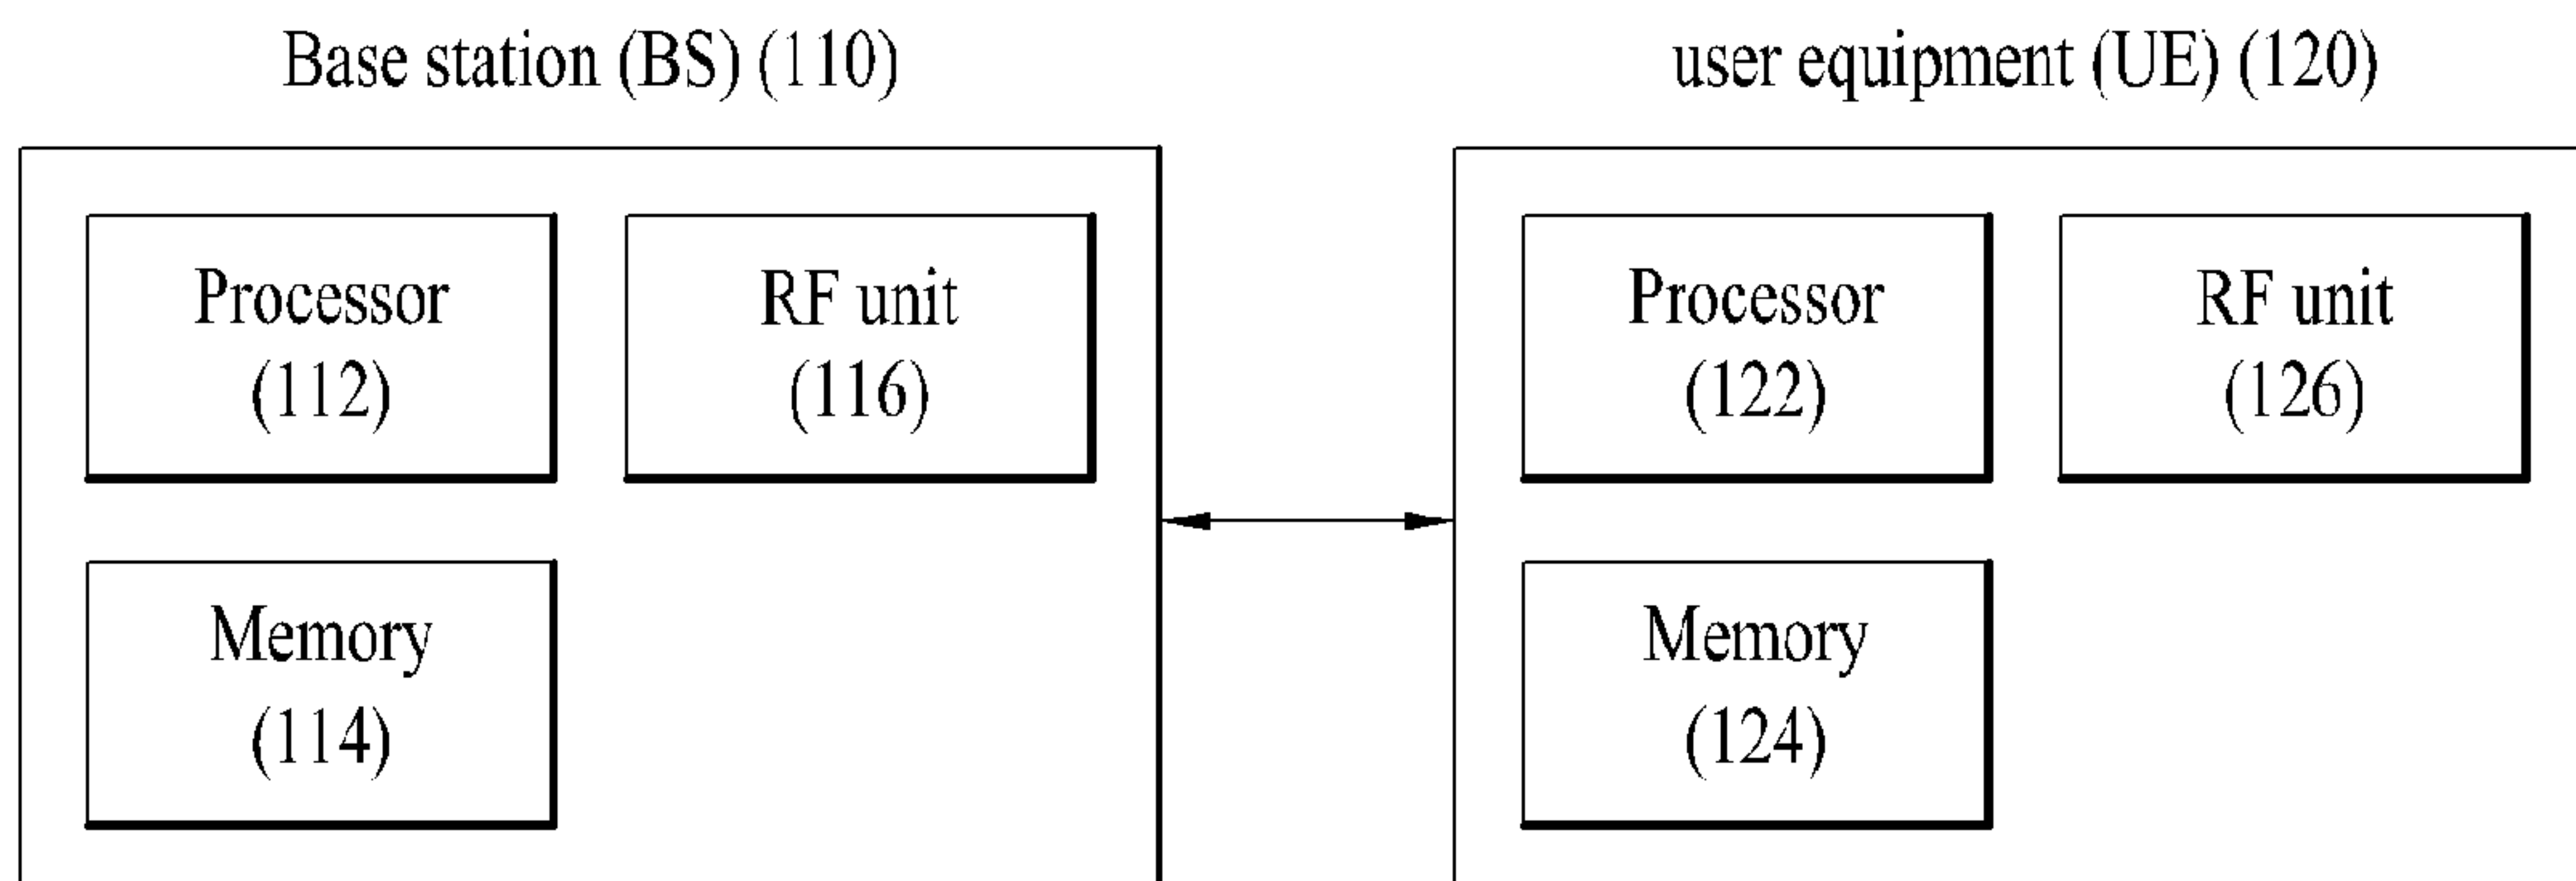 Base station (BS) (110)
user equipment (UE) (120)
Processor
(112)
RF unit
(116)
Processor
(122)
RF unit
(126)
Memory
(114)
Memory
(124)